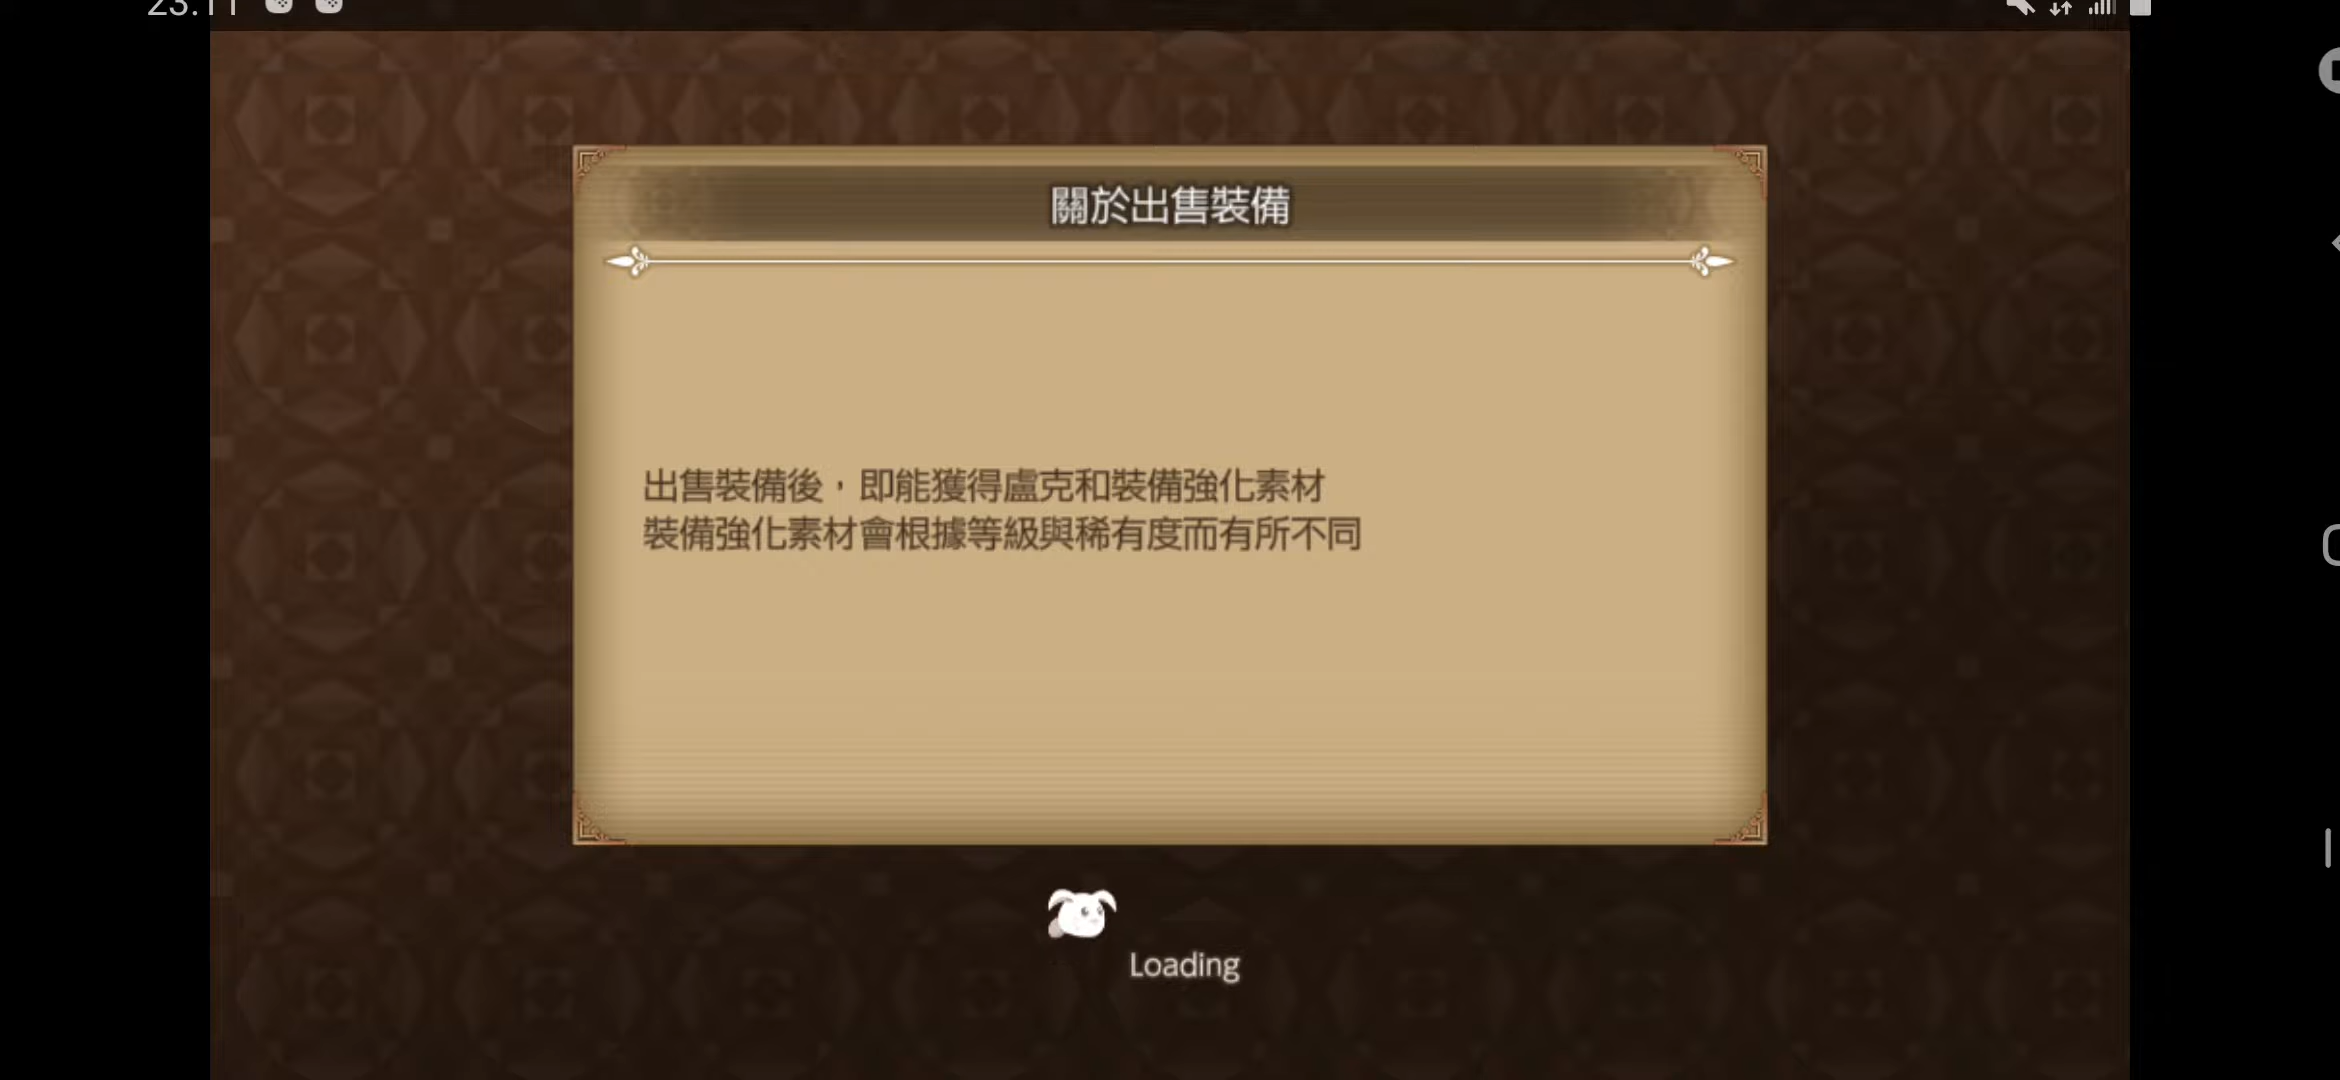 關於出售裝備
出售裝備後，即能獲得盧克和裝備強化素材
裝備強化素材會根據等級與稀有度而有所不同
Loading